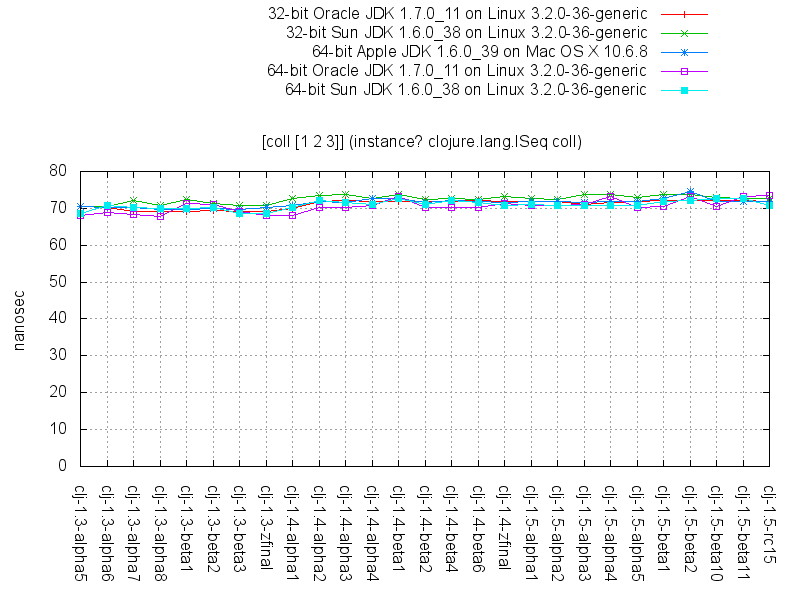 32-bit Oracle JDK 1.7.0_11 on Linux 3.2.0-36-generic
32-bit Sun JDK 1.6.0_38 on Linux 3.2.0-36-generic
64-bit Apple JDK 1.6.0_39 on Mac OS X 10.6.8
64-bit Oracle JDK 1.7.0_11 on Linux 3.2.0-36-generic
64-bit Sun JDK 1.6.0_38 on Linux 3.2.0-36-generic
[coll [1 2 3]] (instance? clojure.lang.ISeq coll)
80
70
60
50
40
30
20
10
0
nanosec
clj-1.3-alpha5
clj-1.3-alpha6
clj-1.3-alpha7
clj-1.3-alpha8
clj-1.3-beta1
clj-1.3-beta2
clj-1.3-beta3
clj-1.3-zfinal
clj-1.4-alpha1
clj-1.4-alpha2
clj-1.4-alpha3
clj-1.4-alpha4
clj-1.4-beta1
clj-1.4-beta2
clj-1.4-beta4
clj-1.4-beta6
clj-1.4-zfinal
clj-1.5-alpha1
clj-1.5-alpha2
clj-1.5-alpha3
clj-1.5-alpha4
clj-1.5-alpha5
clj-1.5-beta1
clj-1.5-beta2
clj-1.5-beta10
clj-1.5-beta11
clj-1.5-rc15